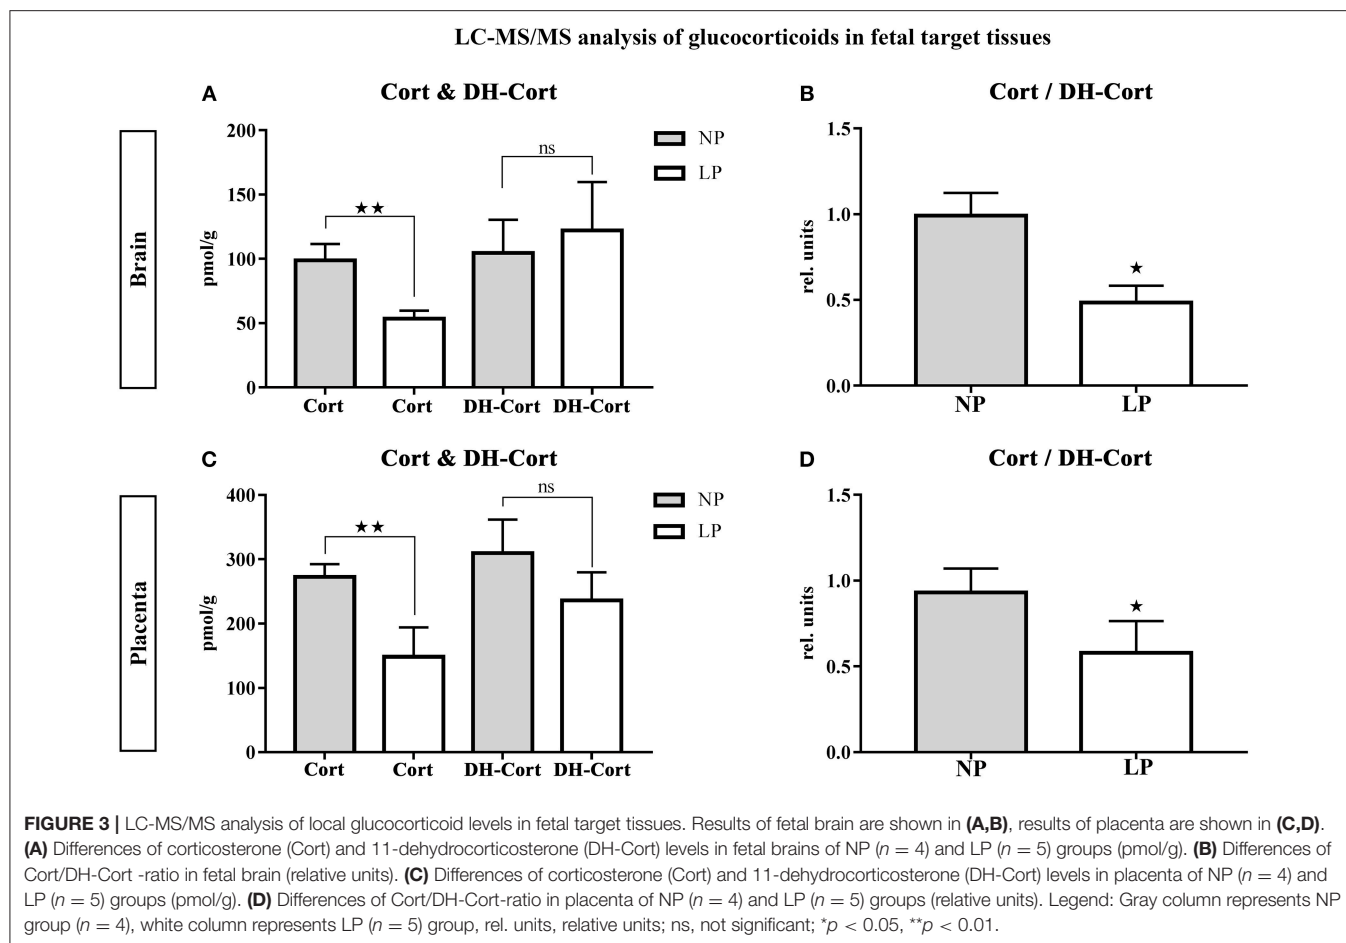 LC-MS/MS analysis of glucocorticoids in fetal target tissues
A
Cort & DH-Cort
Brain
pmol/g
200
150
100
50
0
★★
ns
NP
LP
Cort
Cort
DH-Cort
DH-Cort
B
Cort / DH-Cort
rel. units
1.5
1.0
0.5
0.0
★
NP
LP
C
Cort & DH-Cort
Placenta
pmol/g
400
300
200
100
0
★★
ns
NP
LP
Cort
Cort
DH-Cort
DH-Cort
D
Cort / DH-Cort
rel. units
1.5
1.0
0.5
0.0
★
NP
LP
FIGURE 3 | LC-MS/MS analysis of local glucocorticoid levels in fetal target tissues. Results of fetal brain are shown in (A,B), results of placenta are shown in (C,D).
(A) Differences of corticosterone (Cort) and 11-dehydrocorticosterone (DH-Cort) levels in fetal brains of NP (n = 4) and LP (n = 5) groups (pmol/g). (B) Differences of
Cort/DH-Cort -ratio in fetal brain (relative units). (C) Differences of corticosterone (Cort) and 11-dehydrocorticosterone (DH-Cort) levels in placenta of NP (n = 4) and
LP (n = 5) groups (pmol/g). (D) Differences of Cort/DH-Cort-ratio in placenta of NP (n = 4) and LP (n = 5) groups (relative units). Legend: Gray column represents NP
group (n = 4), white column represents LP (n = 5) group, rel. units, relative units; ns, not significant; *p < 0.05, **p < 0.01.